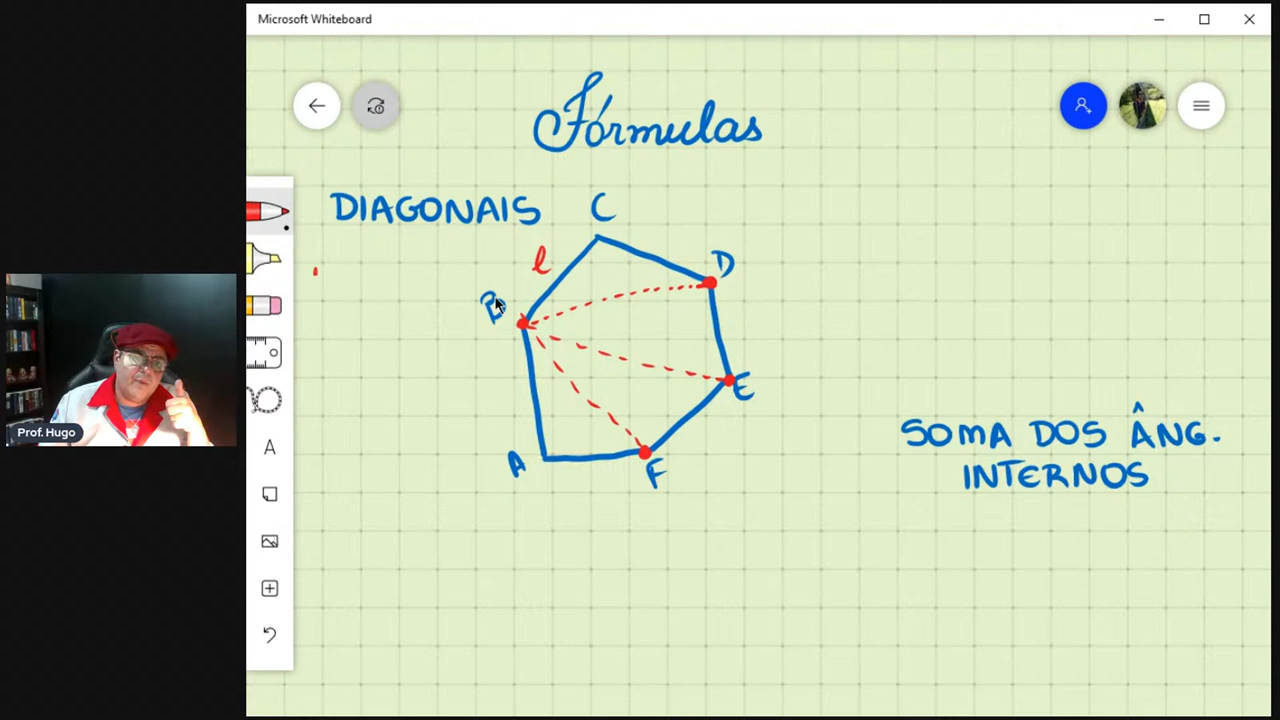 Microsoft Whiteboard
Fórmulas
DIAGONAIS
C
l
D
B
E
A
F
SOMA DOS ÂNG.
INTERNOS
A
Prof. Hugo